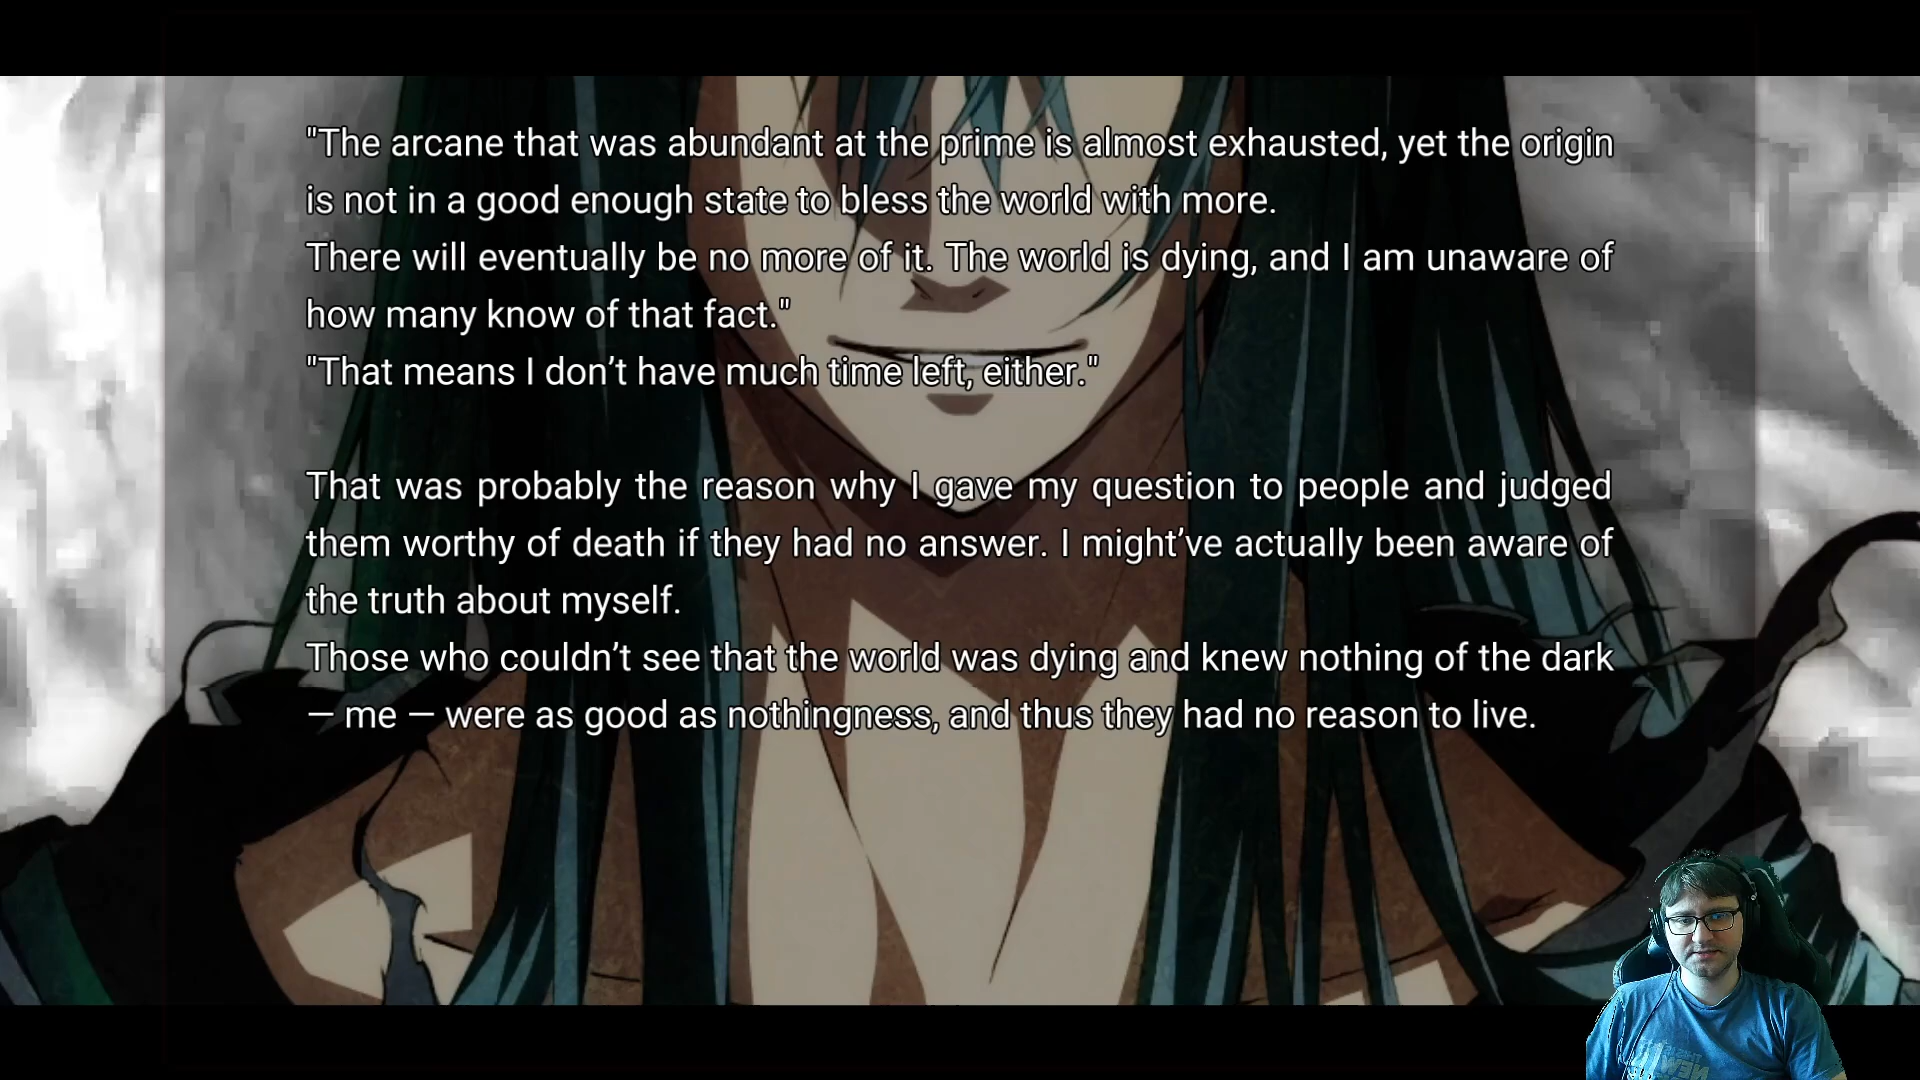 "The arcane that was abundant at the prime is almost exhausted, yet the origin
is not in a good enough state to bless the world with more.
There will eventually be no more of it. The world is dying, and I am unaware of
how many know of that fact."
"That means I don’t have much time left, either."
That was probably the reason why I gave my question to people and judged
them worthy of death if they had no answer. I might’ve actually been aware of
the truth about myself.
Those who couldn’t see that the world was dying and knew nothing of the dark
— me — were as good as nothingness, and thus they had no reason to live.